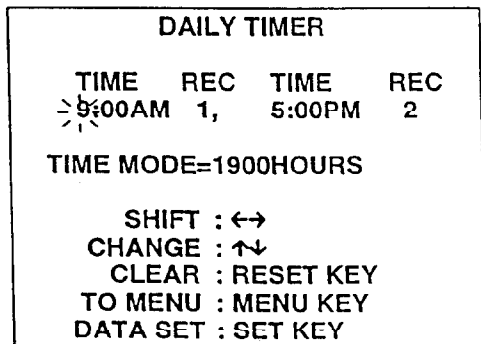 DAILY TIMER
TIME REC TIME REC
9:00AM 1, 5:00PM 2
TIME MODE=1900HOURS
SHIFT : ←→
CHANGE : ↑↓
CLEAR : RESET KEY
TO MENU : MENU KEY
DATA SET : SET KEY